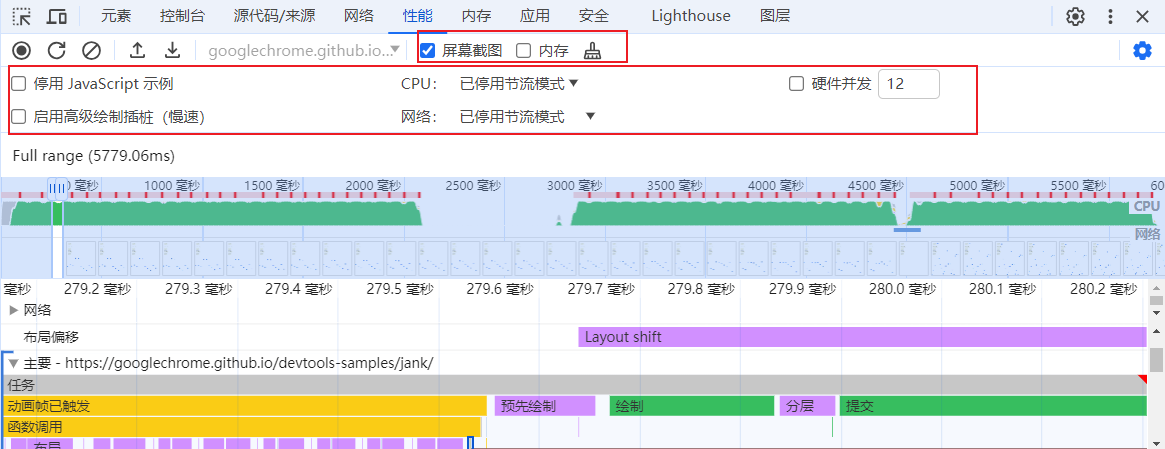 元素 控制台 源代码/来源 网络 性能 内存 应用 安全 Lighthouse 图层
googlechrome.github.io... 屏幕截图 内存
停用 JavaScript 示例 CPU： 已停用节流模式 硬件并发 12
启用高级绘制插桩（慢速） 网络： 已停用节流模式
Full range (5779.06ms)
0 毫秒 1000 毫秒 1500 毫秒 2000 毫秒 2500 毫秒 3000 毫秒 3500 毫秒 4000 毫秒 4500 毫秒 5000 毫秒 5500 毫秒 60
CPU
网络
毫秒 279.2 毫秒 279.3 毫秒 279.4 毫秒 279.5 毫秒 279.6 毫秒 279.7 毫秒 279.8 毫秒 279.9 毫秒 280.0 毫秒 280.1 毫秒 280.2 毫秒
网络
布局偏移 Layout shift
主要 - https://googlechrome.github.io/devtools-samples/jank/
任务
动画帧已触发 预先绘制 绘制 分层 提交
函数调用
布局